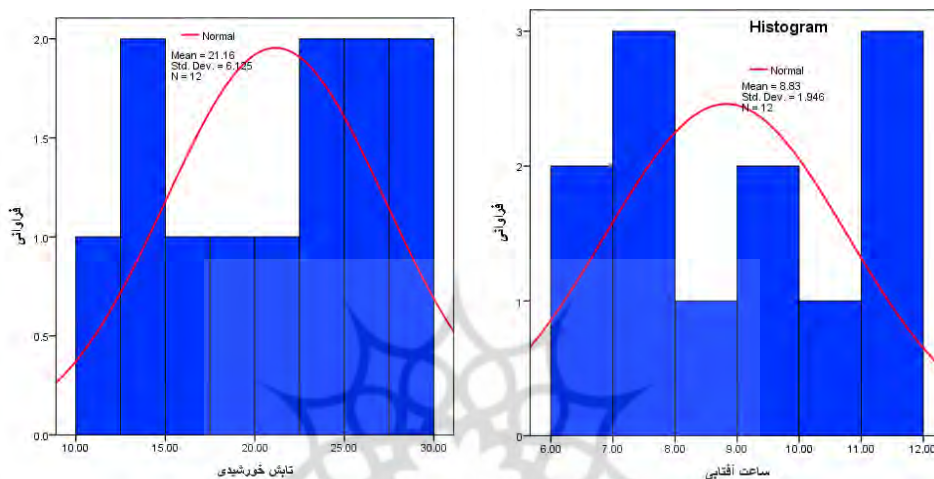 Normal
Mean = 21.16
Std. Dev. = 6.125
N = 12
2.0
1.5
1.0
0.5
0.0
فراوانی
10.00 15.00 20.00 25.00 30.00
تابش خورشیدی
Histogram
Normal
Mean = 8.83
Std. Dev. = 1.946
N = 12
3
2
1
0
فراوانی
6.00 7.00 8.00 9.00 10.00 11.00 12.00
ساعت آفتابی